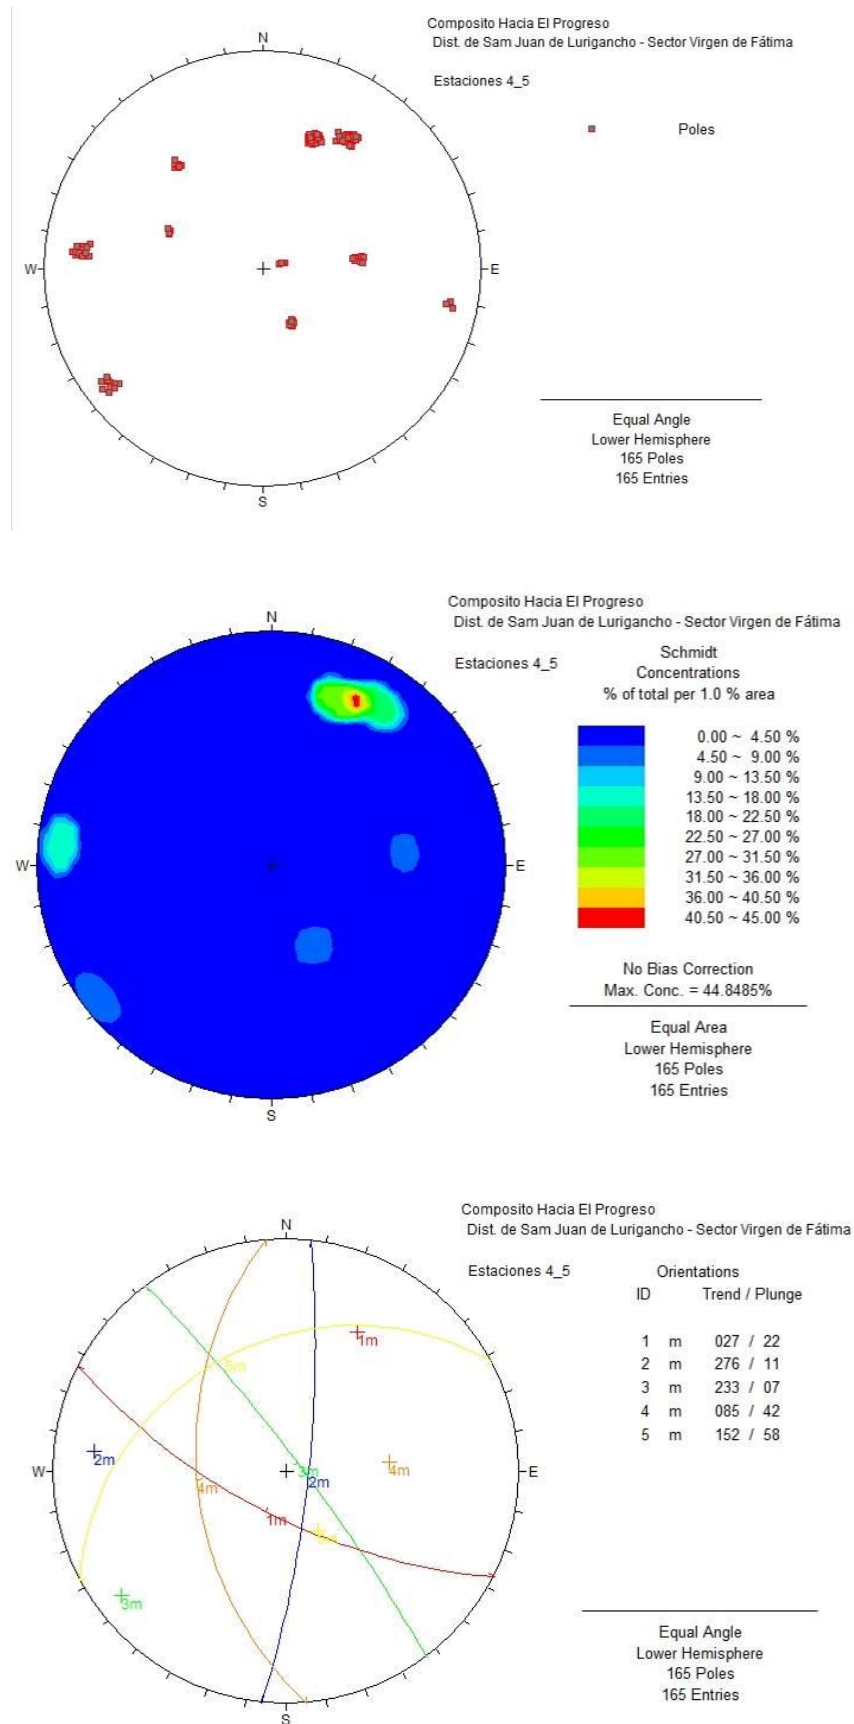 Composito Hacia El Progreso
Dist. de Sam Juan de Lurigancho - Sector Virgen de Fátima
Estaciones 4_5
Poles
N
W
E
S
Equal Angle
Lower Hemisphere
165 Poles
165 Entries
Composito Hacia El Progreso
Dist. de Sam Juan de Lurigancho - Sector Virgen de Fátima
Estaciones 4_5
Schmidt
Concentrations
% of total per 1.0 % area
0.00 ~ 4.50 %
4.50 ~ 9.00 %
9.00 ~ 13.50 %
13.50 ~ 18.00 %
18.00 ~ 22.50 %
22.50 ~ 27.00 %
27.00 ~ 31.50 %
31.50 ~ 36.00 %
36.00 ~ 40.50 %
40.50 ~ 45.00 %
N
W
E
S
No Bias Correction
Max. Conc. = 44.8485%
Equal Area
Lower Hemisphere
165 Poles
165 Entries
Composito Hacia El Progreso
Dist. de Sam Juan de Lurigancho - Sector Virgen de Fátima
Estaciones 4_5
Orientations
ID Trend / Plunge
1 m 027 / 22
2 m 276 / 11
3 m 233 / 07
4 m 085 / 42
5 m 152 / 58
N
1m
5m
2m
W
3m
4m
E
2m
4m
1m
5m
3m
S
Equal Angle
Lower Hemisphere
165 Poles
165 Entries